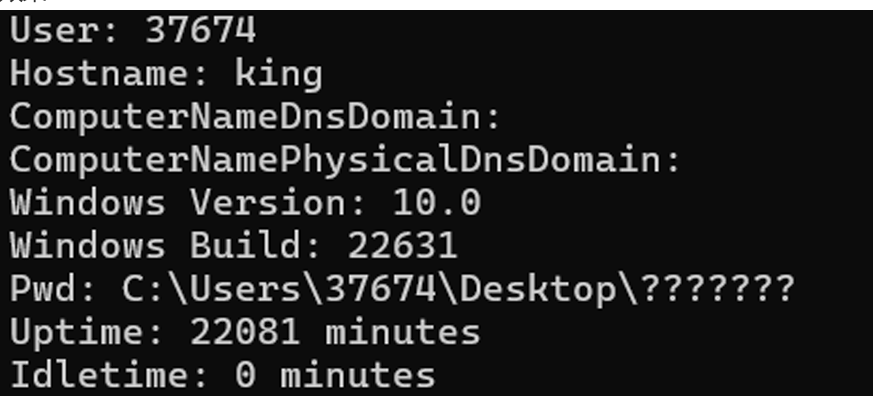 User: 37674
Hostname: king
ComputerNameDnsDomain:
ComputerNamePhysicalDnsDomain:
Windows Version: 10.0
Windows Build: 22631
Pwd: C:\Users\37674\Desktop\???????
Uptime: 22081 minutes
Idletime: 0 minutes